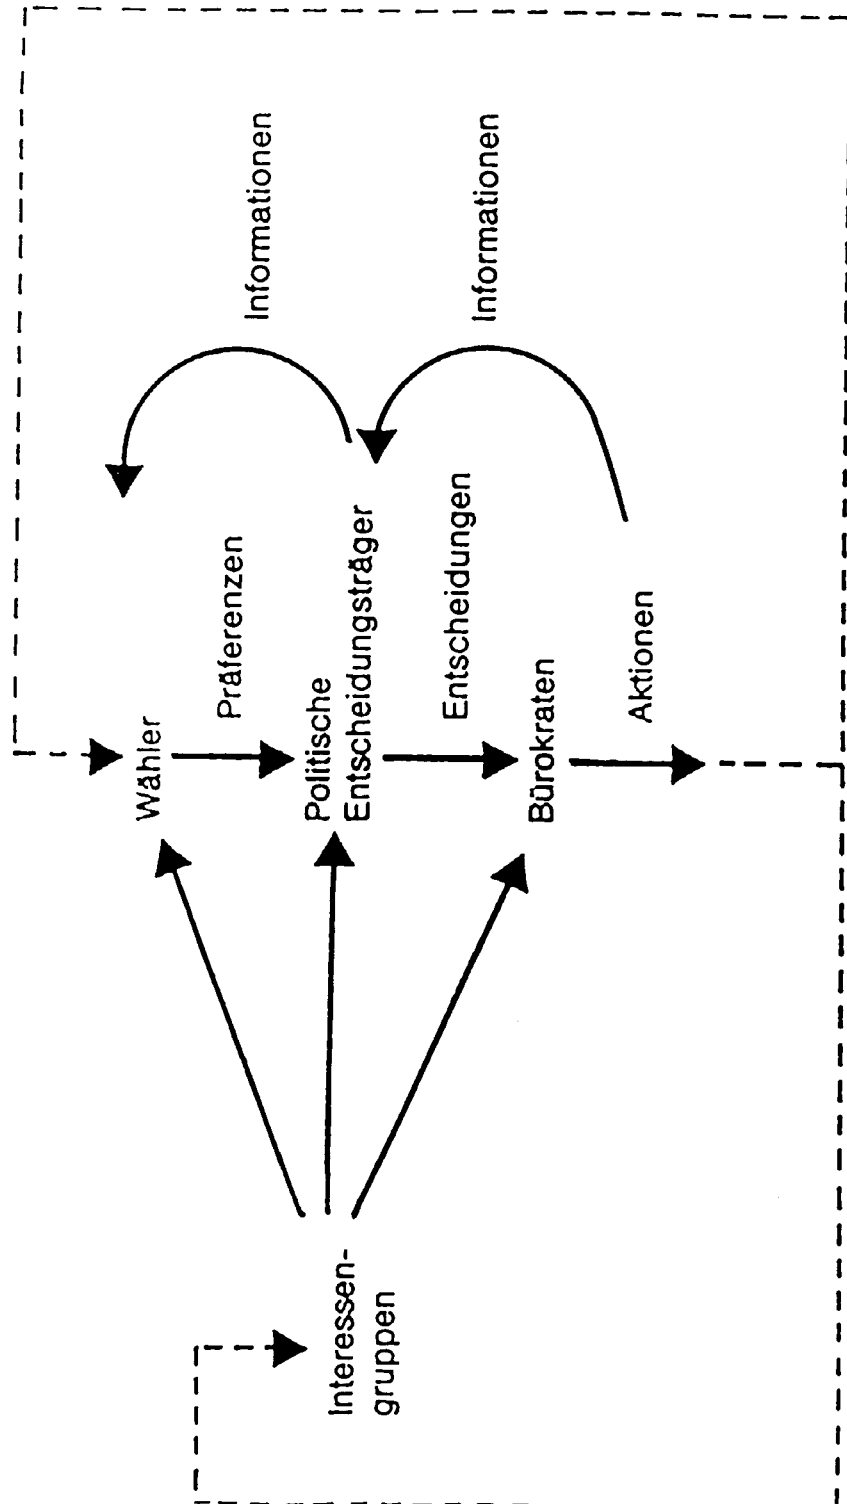 Wähler
Präferenzen
Informationen
Politische
Entscheidungsträger
Interessen-
gruppen
Entscheidungen
Informationen
Bürokraten
Aktionen